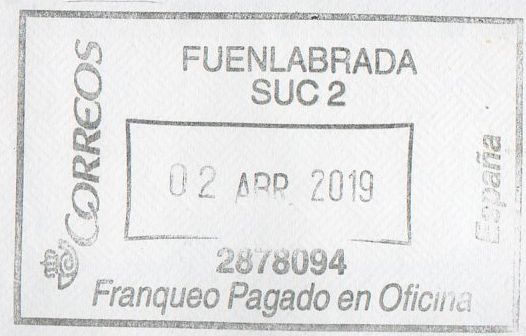 CORREOS
FUENLABRADA
SUC 2
02 ABR. 2019
España
2878094
Franqueo Pagado en Oficina